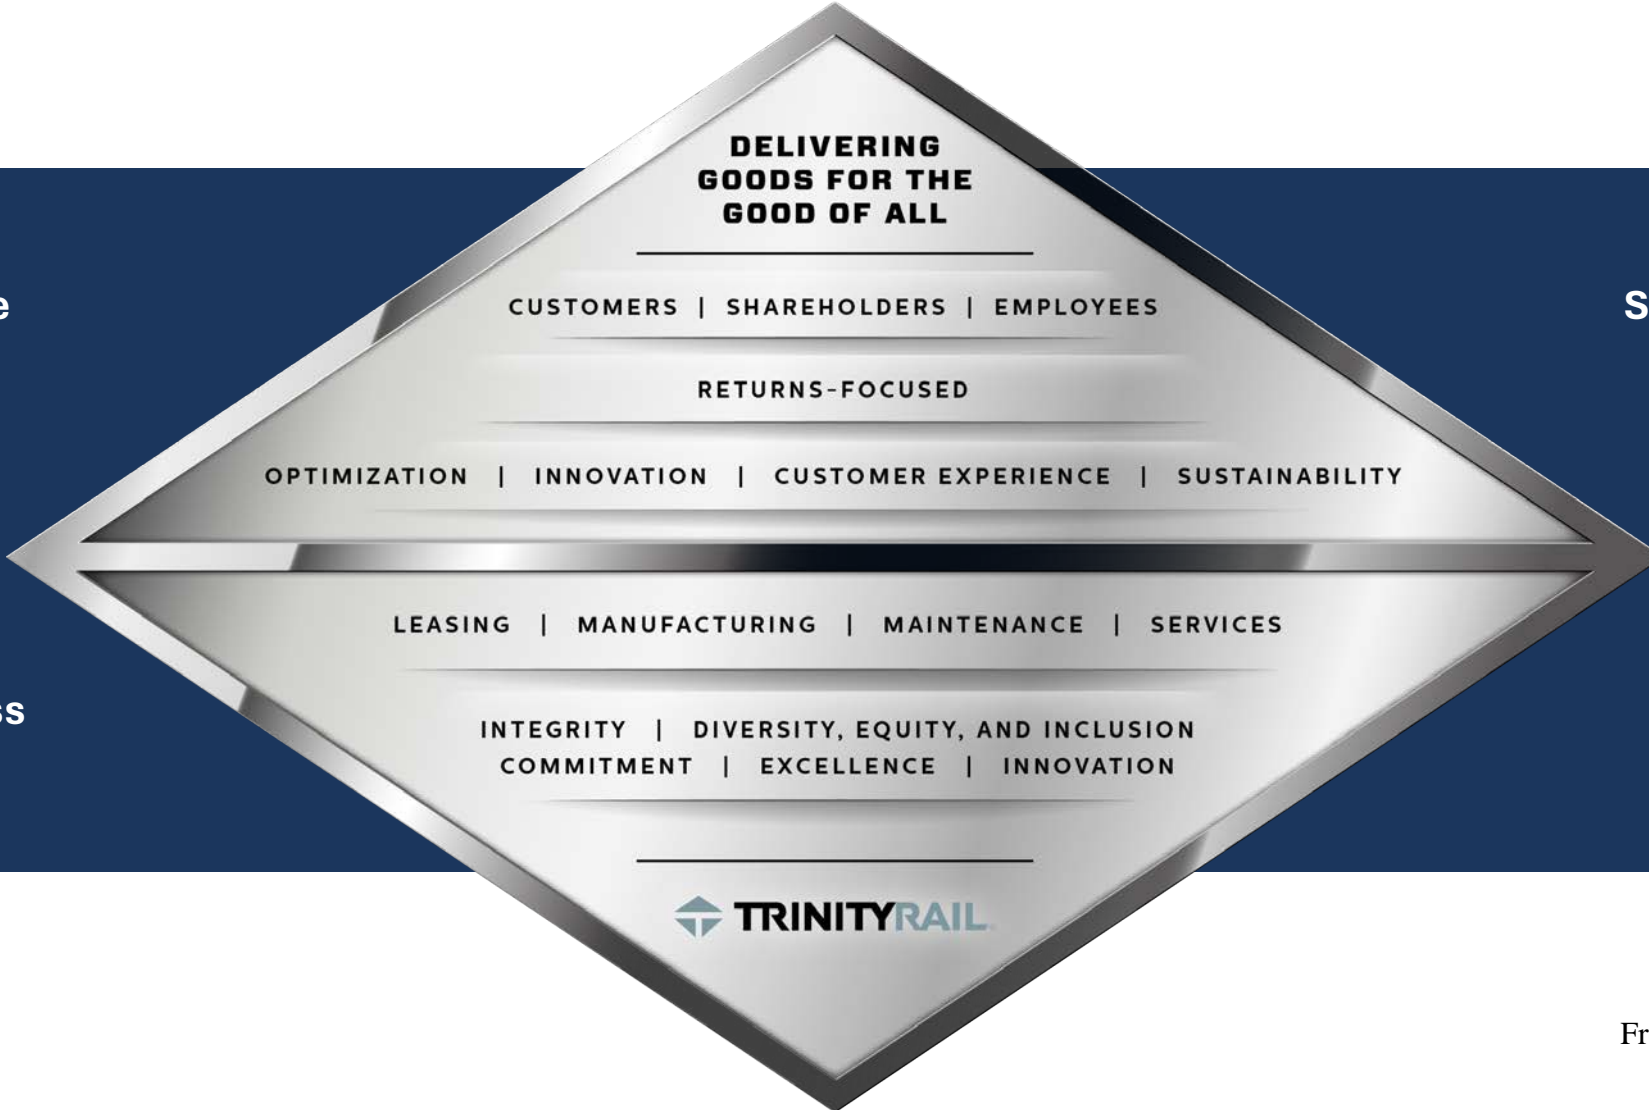 DELIVERING
GOODS FOR THE
GOOD OF ALL
CUSTOMERS | SHAREHOLDERS | EMPLOYEES
RETURNS-FOCUSED
OPTIMIZATION | INNOVATION | CUSTOMER EXPERIENCE | SUSTAINABILITY
LEASING | MANUFACTURING | MAINTENANCE | SERVICES
INTEGRITY | DIVERSITY, EQUITY, AND INCLUSION
COMMITMENT | EXCELLENCE | INNOVATION
TRINITYRAIL